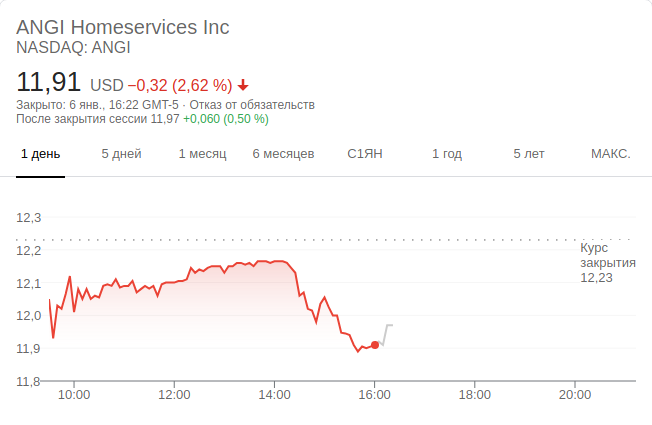 ANGI Homeservices Inc
NASDAQ: ANGI
11,91 USD −0,32 (2,62 %)
Закрыто: 6 янв., 16:22 GMT-5 · Отказ от обязательств
После закрытия сессии 11,97 +0,060 (0,50 %)
1 день 5 дней 1 месяц 6 месяцев С1ЯН 1 год 5 лет МАКС.
12,3
12,2
12,1
12,0
11,9
11,8
Курс
закрытия
12,23
10:00 12:00 14:00 16:00 18:00 20:00